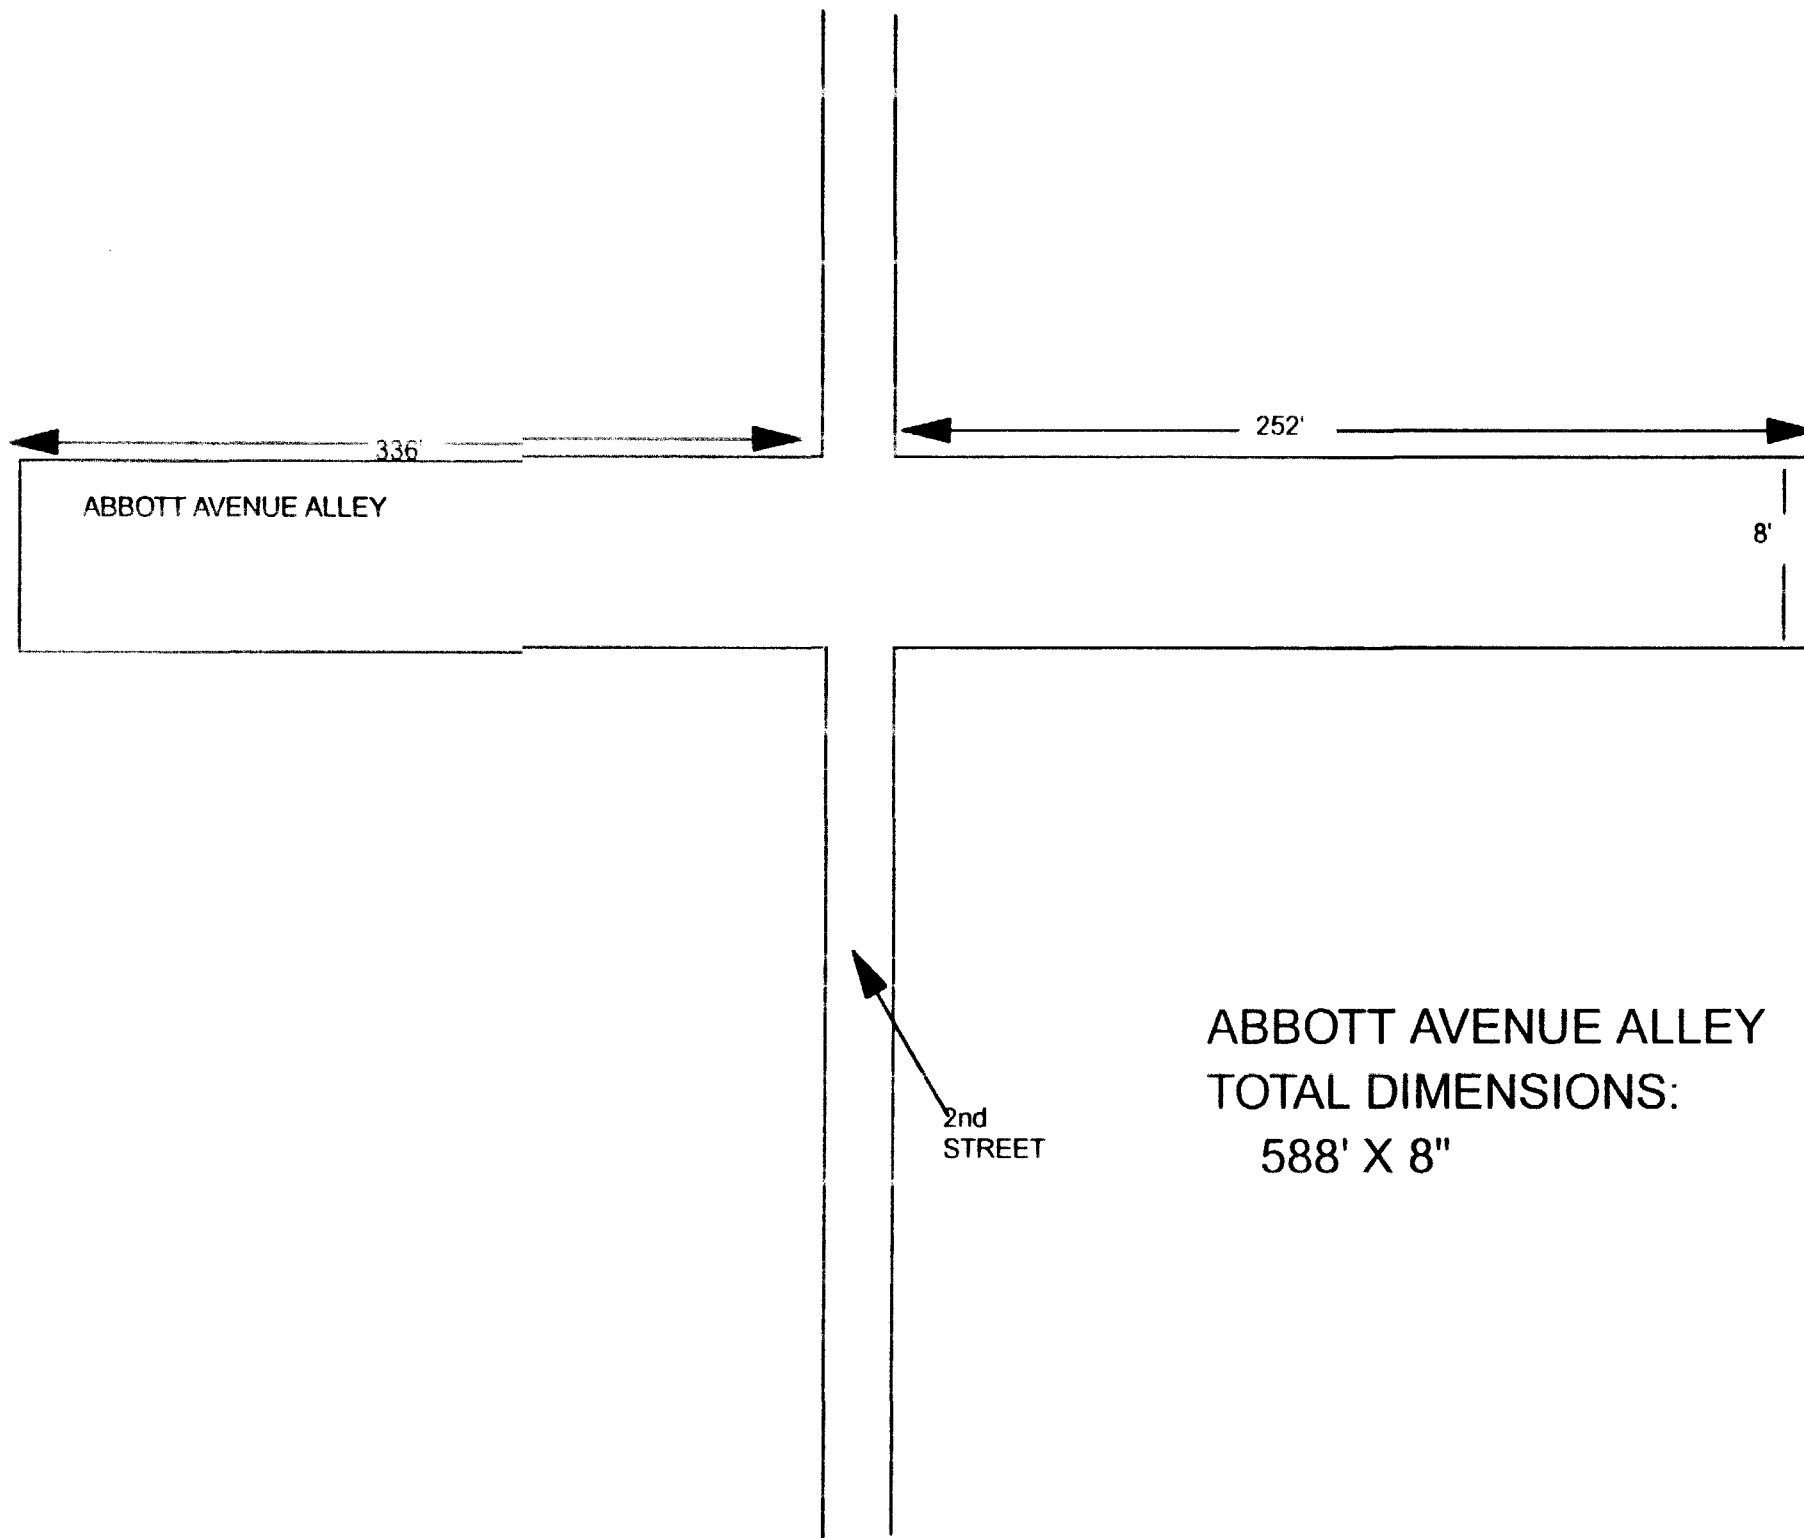 336'
252'
ABBOTT AVENUE ALLEY
8'
2nd
STREET
ABBOTT AVENUE ALLEY
TOTAL DIMENSIONS:
588' X 8"